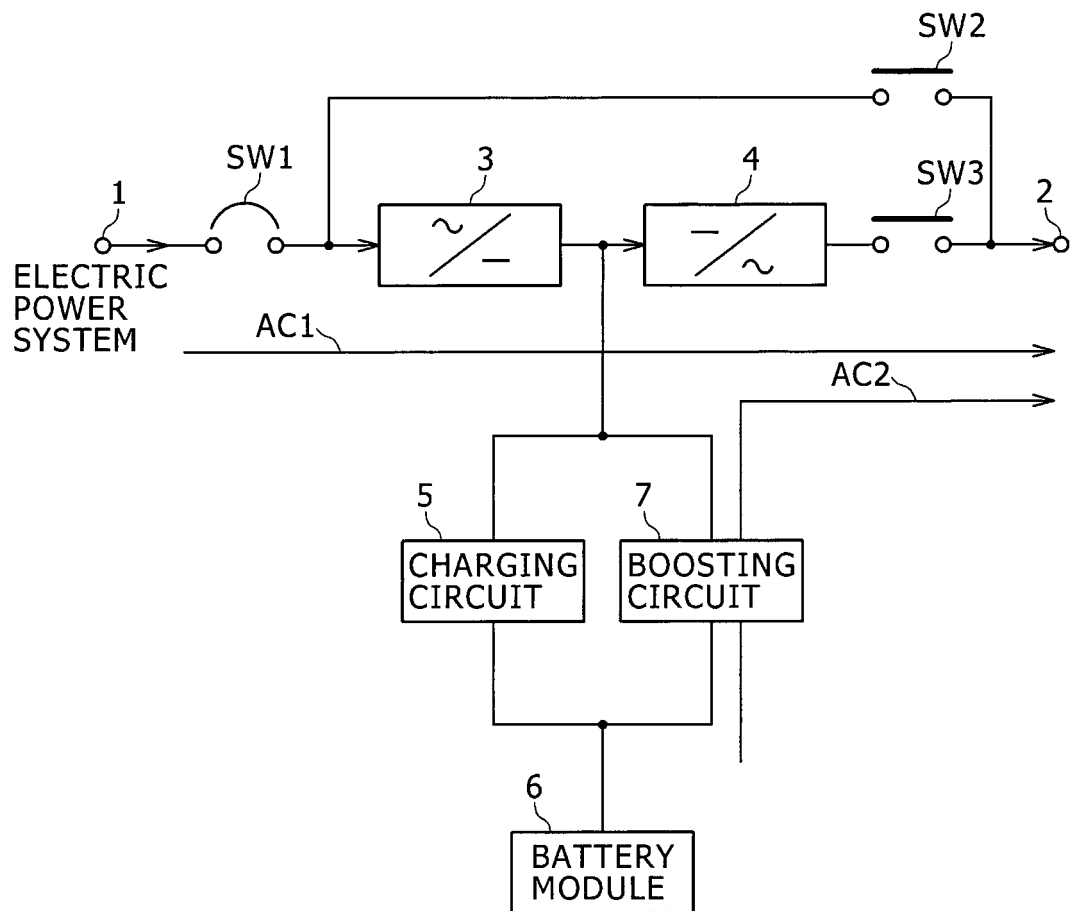 SW2
SW1
3
4
SW3
1
2
ELECTRIC
POWER
SYSTEM
AC1
AC2
5
7
CHARGING
CIRCUIT
BOOSTING
CIRCUIT
6
BATTERY
MODULE